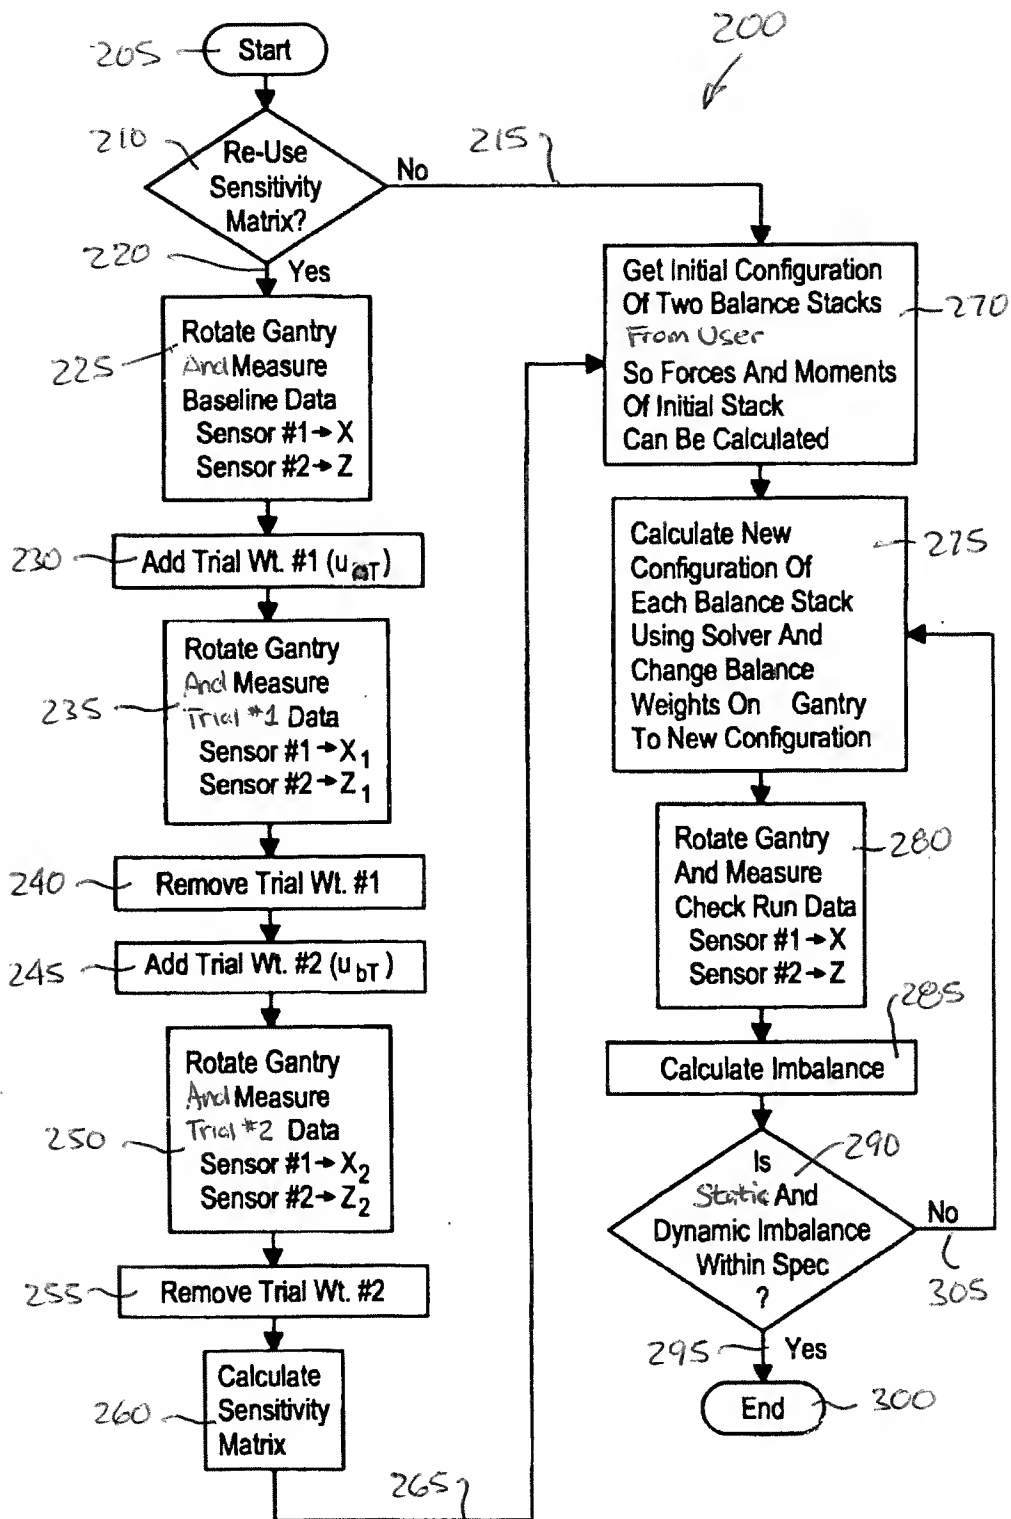 200
205
Start
210
Re-Use
Sensitivity
Matrix?
No
215
220
Yes
225
Rotate Gantry
And Measure
Baseline Data
Sensor #1→X
Sensor #2→Z
230
Add Trial Wt. #1 (u aT)
235
Rotate Gantry
And Measure
Trial #1 Data
Sensor #1→X1
Sensor #2→Z1
240
Remove Trial Wt. #1
245
Add Trial Wt. #2 (u bT)
250
Rotate Gantry
And Measure
Trial #2 Data
Sensor #1→X2
Sensor #2→Z2
255
Remove Trial Wt. #2
260
Calculate
Sensitivity
Matrix
265
Get Initial Configuration
Of Two Balance Stacks
From User
So Forces And Moments
Of Initial Stack
Can Be Calculated
270
Calculate New
Configuration Of
Each Balance Stack
Using Solver And
Change Balance
Weights On Gantry
To New Configuration
275
Rotate Gantry
And Measure
Check Run Data
Sensor #1→X
Sensor #2→Z
280
285
Calculate Imbalance
290
Is
Static And
Dynamic Imbalance
Within Spec
?
No
305
295
Yes
End
300